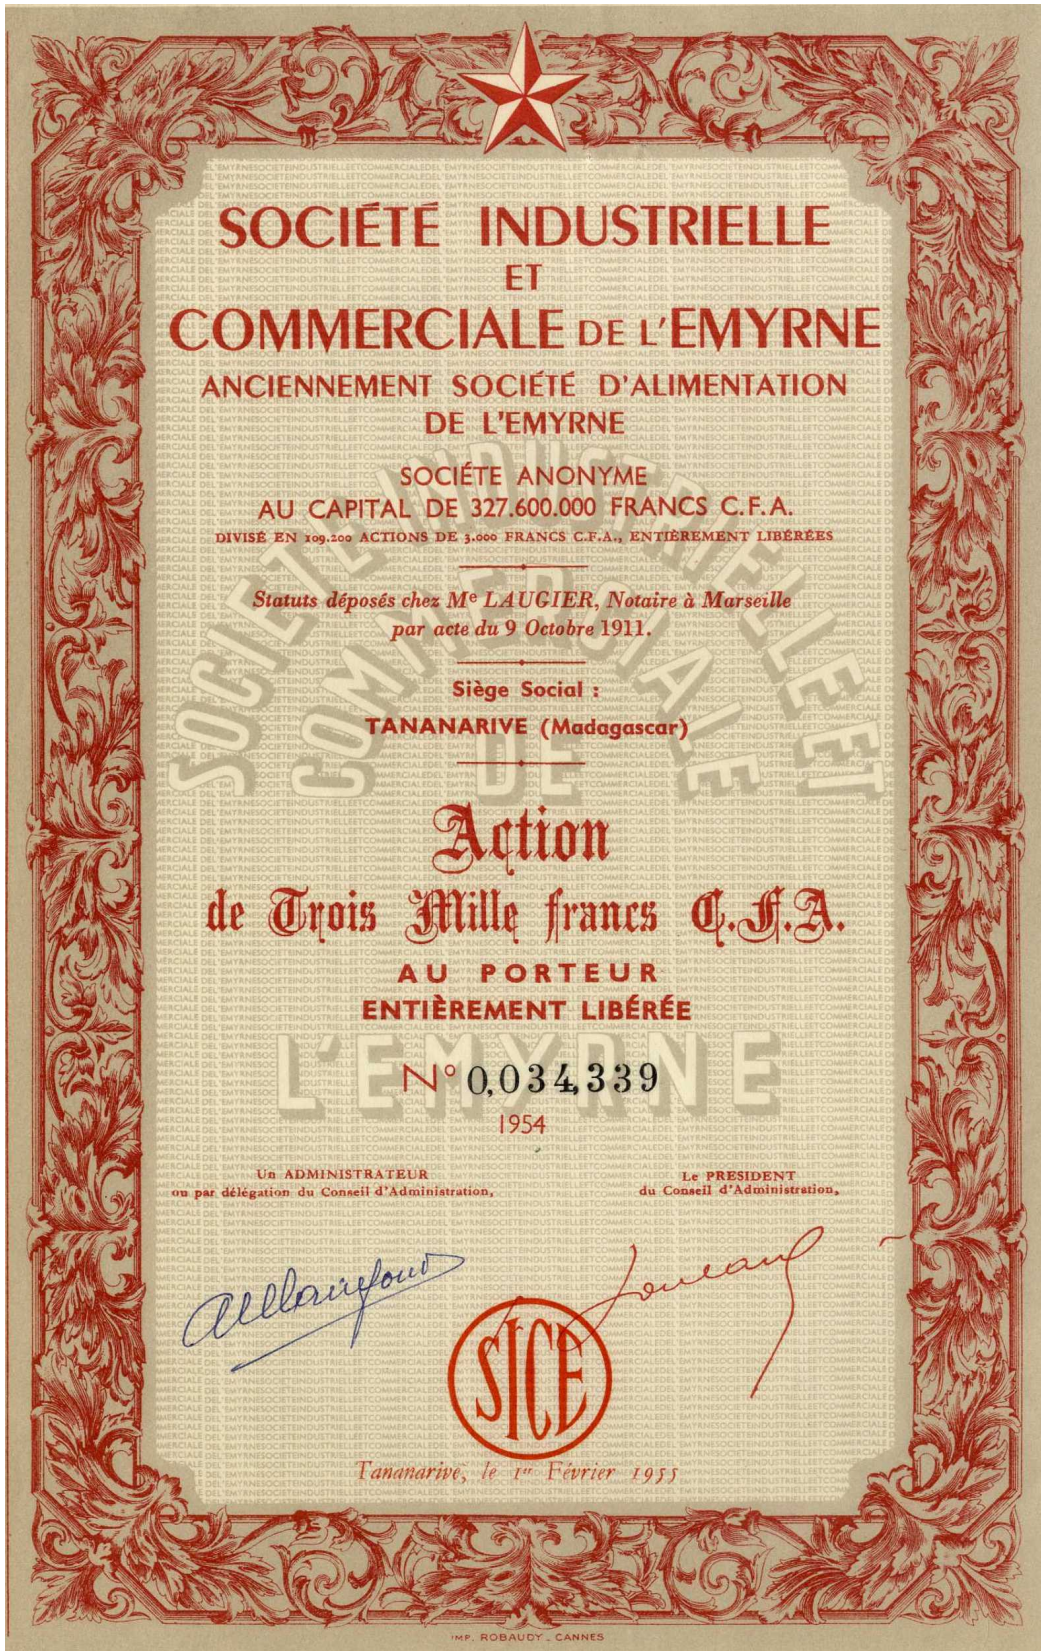 SOCIÉTÉ INDUSTRIELLE
ET
COMMERCIALE DE L'EMYRNE
ANCIENNEMENT SOCIÉTÉ D'ALIMENTATION
DE L'EMYRNE
SOCIÉTE ANONYME
AU CAPITAL DE 327.600.000 FRANCS C.F.A.
DIVISÉ EN 109.200 ACTIONS DE 3.000 FRANCS C.F.A., ENTIÈREMENT LIBÉRÉES
Statuts déposés chez Me LAUGIER, Notaire à Marseille
par acte du 9 Octobre 1911.
Siège Social :
TANANARIVE (Madagascar)
SOCIETE INDUSTRIELLE ET
COMMERCIALE
DE
L'EMYRNE
Action
de Trois Mille francs C.F.A.
AU PORTEUR
ENTIÈREMENT LIBÉRÉE
N° 0,034,339
1954
Un ADMINISTRATEUR
ou par délégation du Conseil d'Administration,
Le PRESIDENT
du Conseil d'Administration,
SICE
Tananarive, le 1er Février 1955
IMP. ROBAUDY - CANNES